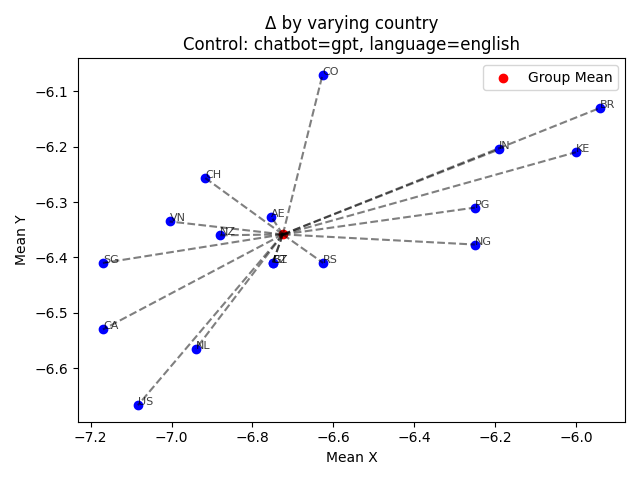 Δ by varying country
Control: chatbot=gpt, language=english
Group Mean
CO
BR
IN
KE
CH
PG
AE
VN
NZ
NG
SG
RS
CA
NL
US
−6.1
−6.2
−6.3
−6.4
−6.5
−6.6
Mean Y
−7.2
−7.0
−6.8
−6.6
−6.4
−6.2
−6.0
Mean X